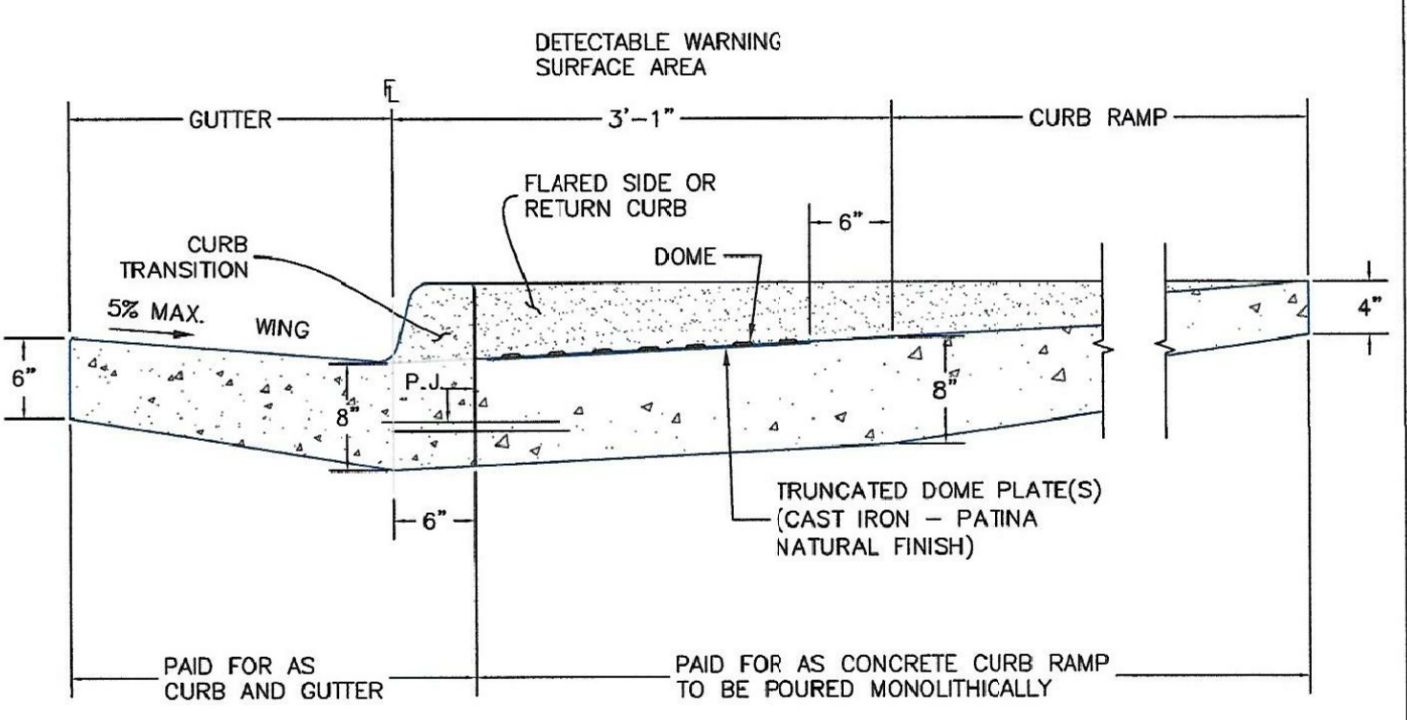 DETECTABLE WARNING
SURFACE AREA
FL
GUTTER
3'-1"
CURB RAMP
FLARED SIDE OR
RETURN CURB
6"
CURB
TRANSITION
DOME
5% MAX.
WING
4"
6"
P.J.
8"
8"
6"
TRUNCATED DOME PLATE(S)
(CAST IRON – PATINA
NATURAL FINISH)
PAID FOR AS
CURB AND GUTTER
PAID FOR AS CONCRETE CURB RAMP
TO BE POURED MONOLITHICALLY